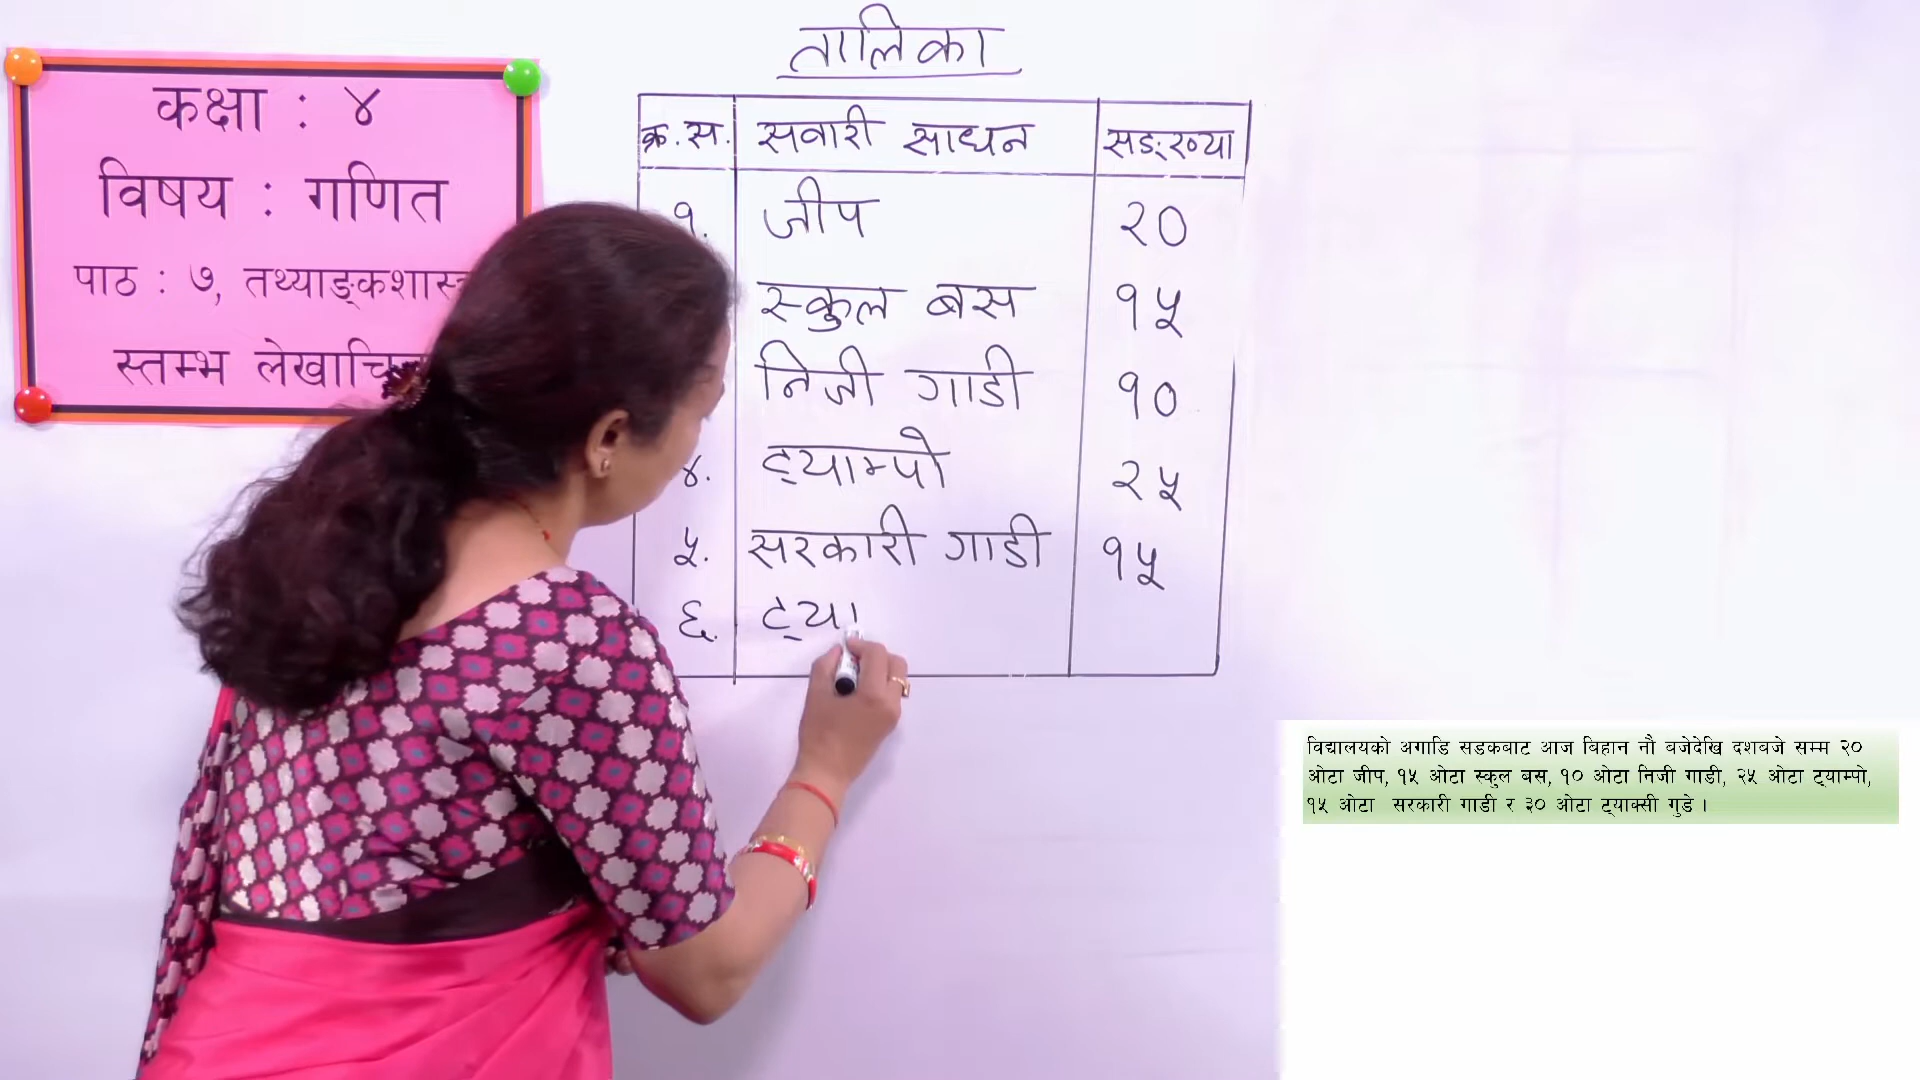 कक्षा : ४
विषय : गणित
पाठ : ७, तथ्याङ्कशास्त्र
स्तम्भ
तालिका
क्र.स. सवारी साधन सङ्ख्या
१. जीप २०
स्कुल बस १५
निजी गाडी १०
४. ट्याम्पो २५
५. सरकारी गाडी १५
६. ट्या
विद्यालयको अगाडि सडकबाट आज बिहान नौ बजेदेखि दशबजे सम्म २०
ओटा जीप, १५ ओटा स्कुल बस, १० ओटा निजी गाडी, २५ ओटा ट्याम्पो,
१५ ओटा सरकारी गाडी र ३० ओटा ट्याक्सी गुडे ।